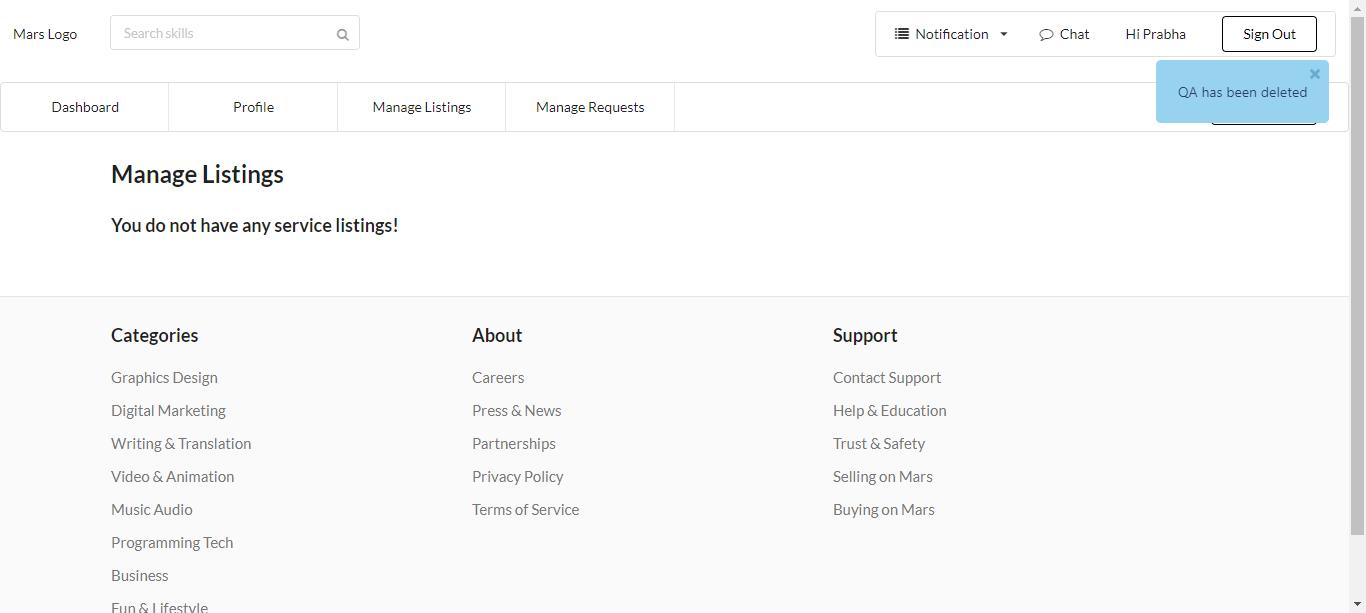 Mars Logo
Search skills
Notification
Chat
Hi Prabha
Sign Out
QA has been deleted
Dashboard
Profile
Manage Listings
Manage Requests
Manage Listings
You do not have any service listings!
Categories
Graphics Design
Digital Marketing
Writing & Translation
Video & Animation
Music Audio
Programming Tech
Business
Fun & Lifestyle
About
Careers
Press & News
Partnerships
Privacy Policy
Terms of Service
Support
Contact Support
Help & Education
Trust & Safety
Selling on Mars
Buying on Mars